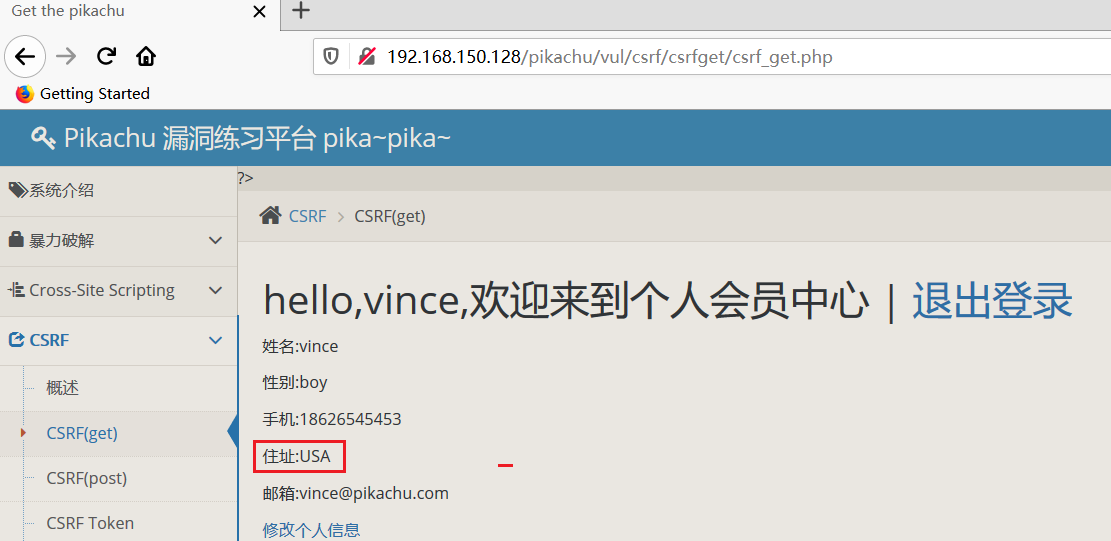 Get the pikachu
192.168.150.128/pikachu/vul/csrf/csrfget/csrf_get.php
Getting Started
Pikachu 漏洞练习平台 pika~pika~
系统介绍
暴力破解
Cross-Site Scripting
CSRF
概述
CSRF(get)
CSRF(post)
CSRF Token
?>
CSRF > CSRF(get)
hello,vince,欢迎来到个人会员中心 | 退出登录
姓名:vince
性别:boy
手机:18626545453
住址:USA
邮箱:vince@pikachu.com
修改个人信息